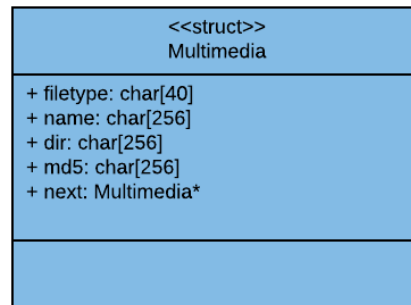 <<struct>>
Multimedia
+ filetype: char[40]
+ name: char[256]
+ dir: char[256]
+ md5: char[256]
+ next: Multimedia*